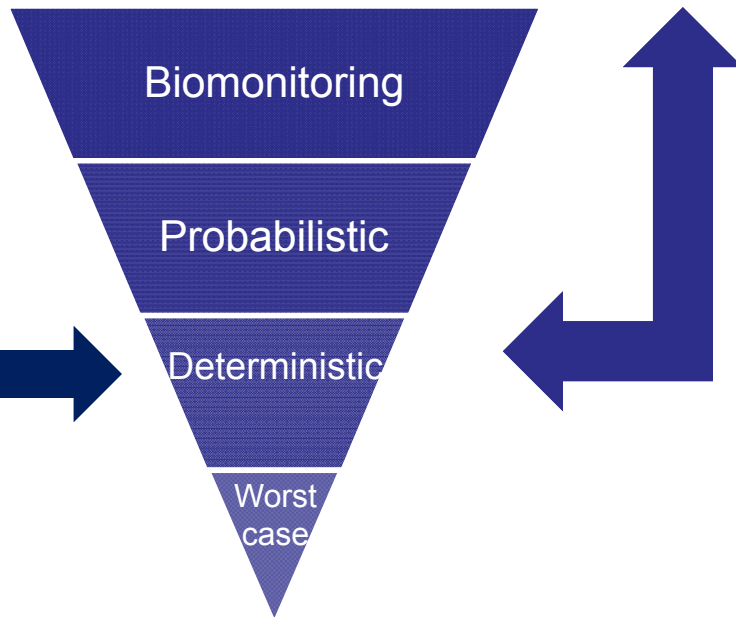 Biomonitoring
Probabilistic
Deterministic
Worst
case